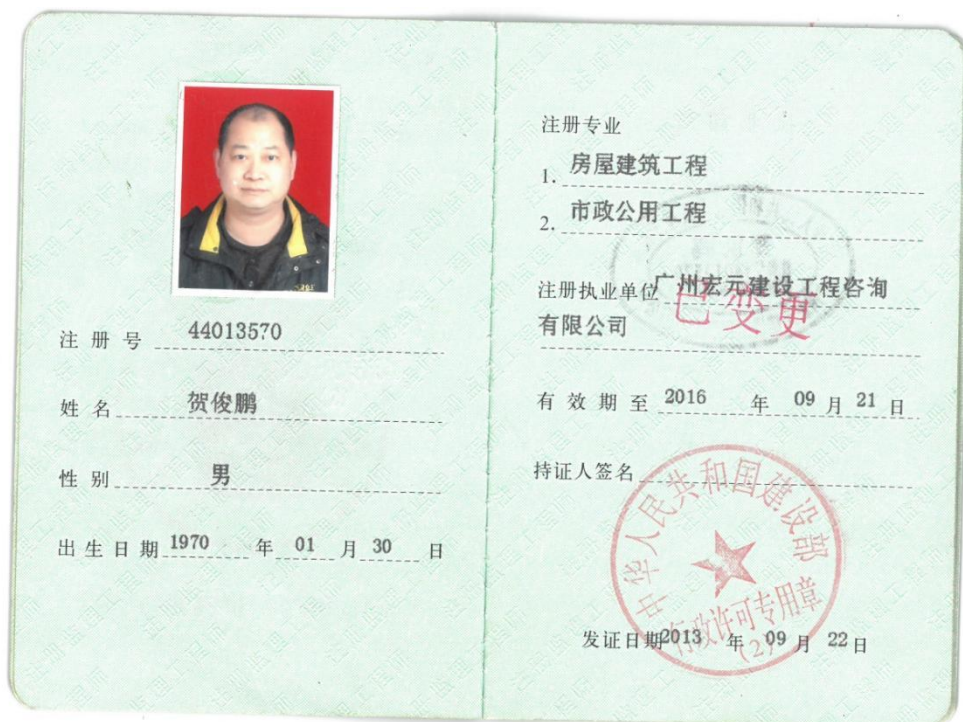 注册号 44013570
姓名 贺俊鹏
性别 男
出生日期 1970 年 01 月 30 日
注册专业
1. 房屋建筑工程
2. 市政公用工程
注册执业单位 广州宏元建设工程咨询
有限公司
已变更
有效期至 2016 年 09 月 21 日
持证人签名
中华人民共和国建设部
行政许可专用章
(2)
发证日期 2013 年 09 月 22 日